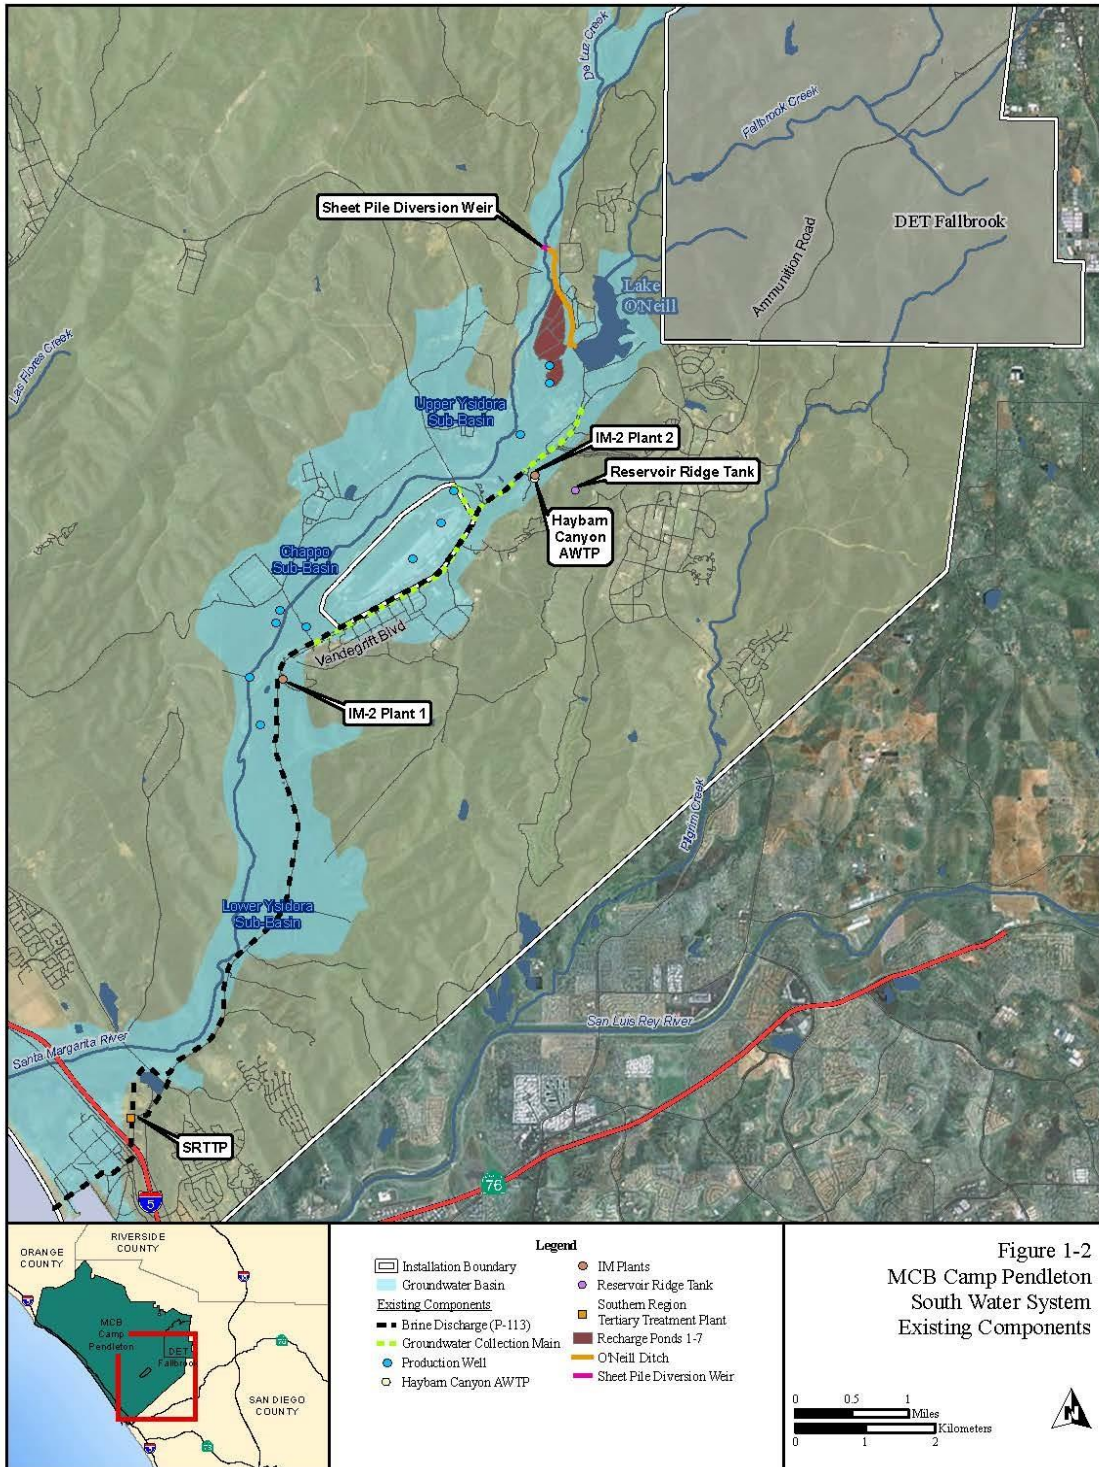 De Luz Creek
Fallbrook Creek
Sheet Pile Diversion Weir
DET Fallbrook
Ammunition Road
Lake
O'Neill
Las Flores Creek
Upper Ysidora
Sub-Basin
IM-2 Plant 2
Reservoir Ridge Tank
Haybarn
Canyon
AWTP
Chappo
Sub-Basin
Vandegrift Blvd
IM-2 Plant 1
Pilgrim Creek
Lower Ysidora
Sub-Basin
San Luis Rey River
Santa Margarita River
SRTTP
76
5
ORANGE
COUNTY
RIVERSIDE
COUNTY
MCB
Camp
Pendleton
DET
Fallbrook
SAN DIEGO
COUNTY
Legend
Installation Boundary
Groundwater Basin
Existing Components
Brine Discharge (P-113)
Groundwater Collection Main
Production Well
Haybarn Canyon AWTP
IM Plants
Reservoir Ridge Tank
Southern Region
Tertiary Treatment Plant
Recharge Ponds 1-7
O'Neill Ditch
Sheet Pile Diversion Weir
Figure 1-2
MCB Camp Pendleton
South Water System
Existing Components
0 0.5 1
Miles
Kilometers
0 1 2
N